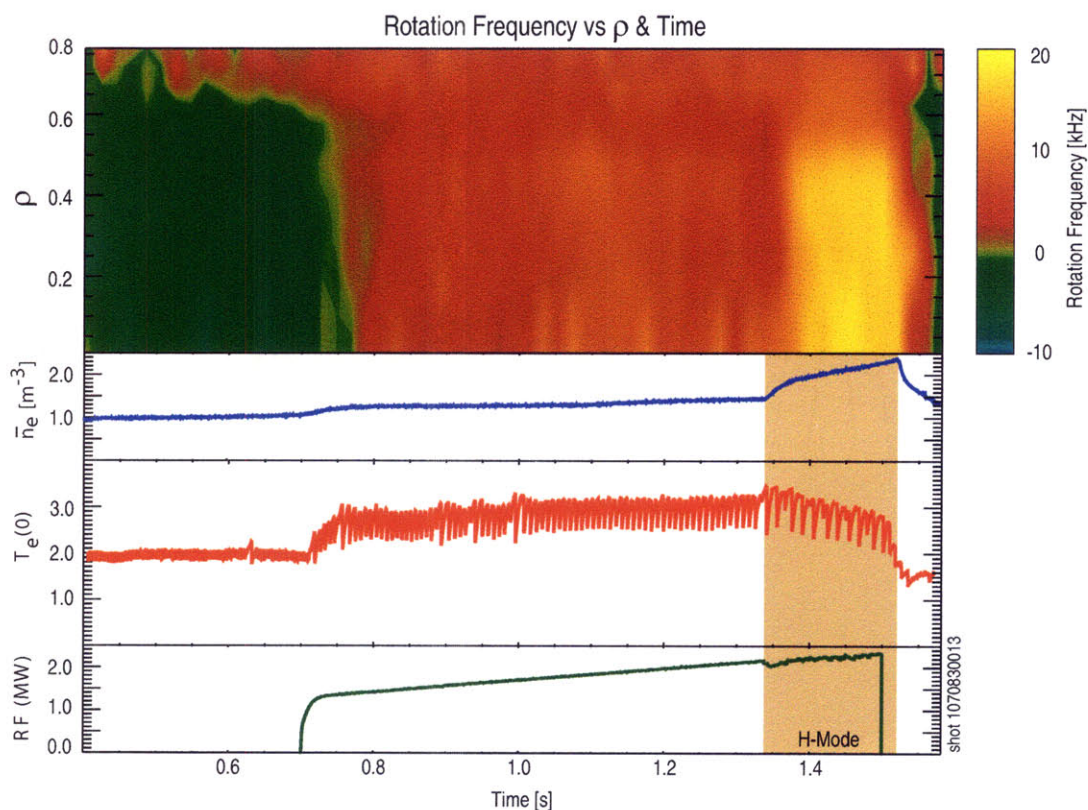 Rotation Frequency vs ρ & Time
0.8
0.6
0.4
0.2
ρ
20
10
0
-10
Rotation Frequency [kHz]
2.0
1.0
n̅e [m⁻³]
3.0
2.0
1.0
Te(0)
2.0
1.0
0.0
RF (MW)
H-Mode
shot 1070830013
0.6 0.8 1.0 1.2 1.4
Time [s]